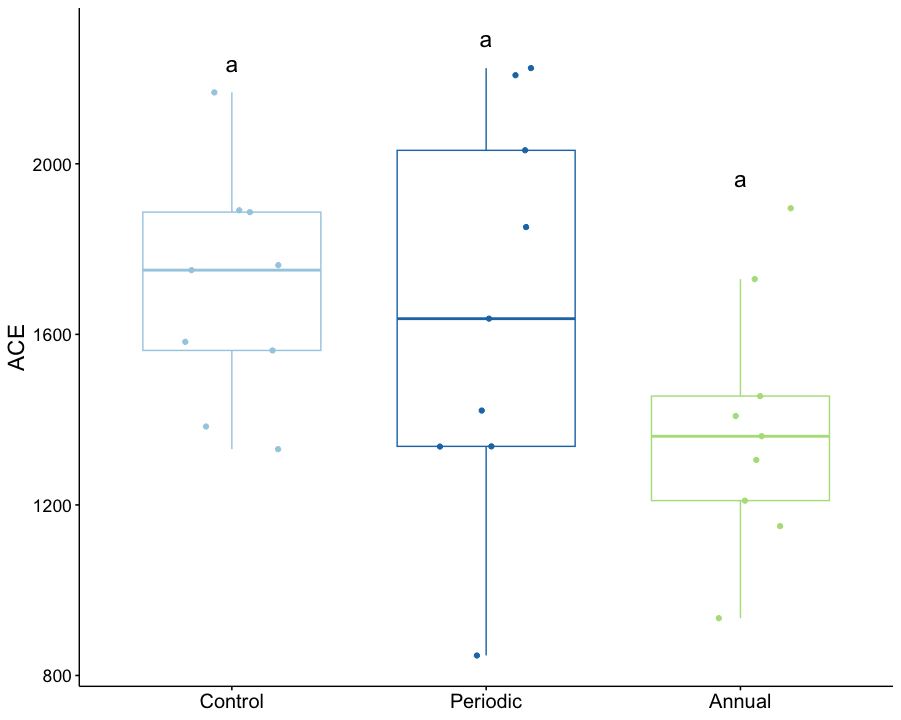 a
a
a
2000
1600
1200
800
ACE
Control Periodic Annual